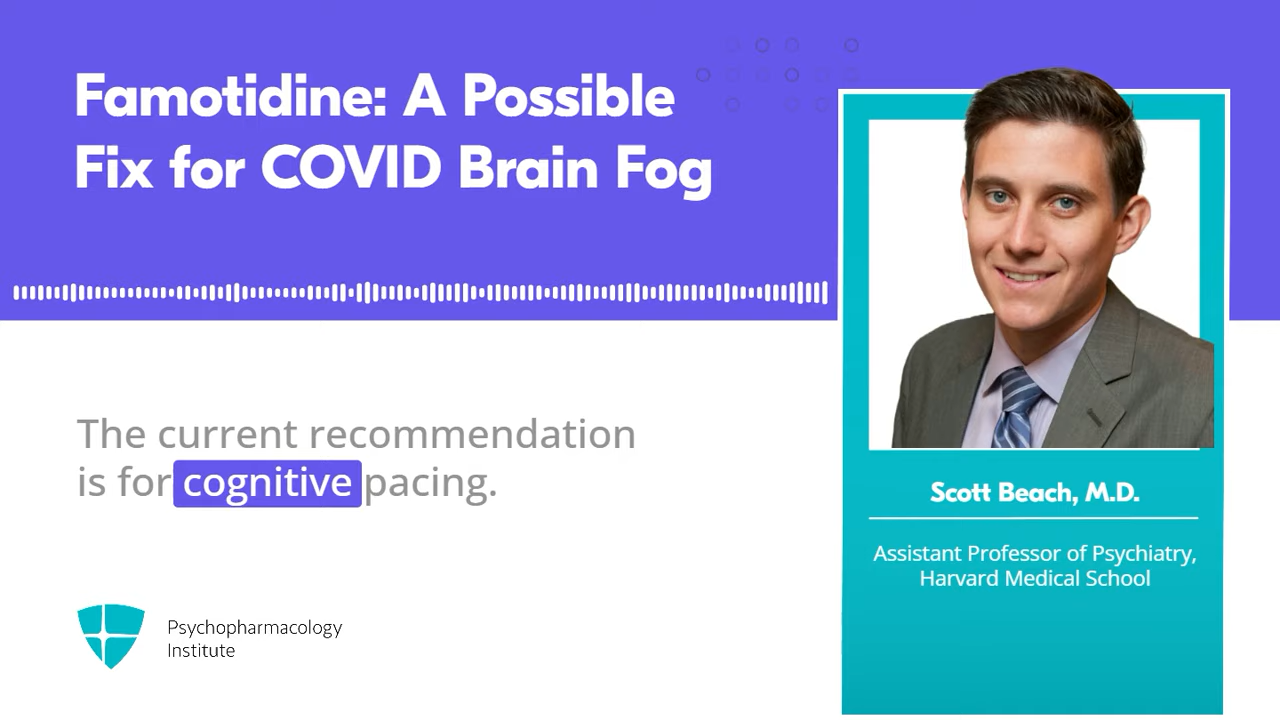 Famotidine: A Possible
Fix for COVID Brain Fog
The current recommendation
is for cognitive pacing.
Psychopharmacology
Institute
Scott Beach, M.D.
Assistant Professor of Psychiatry,
Harvard Medical School